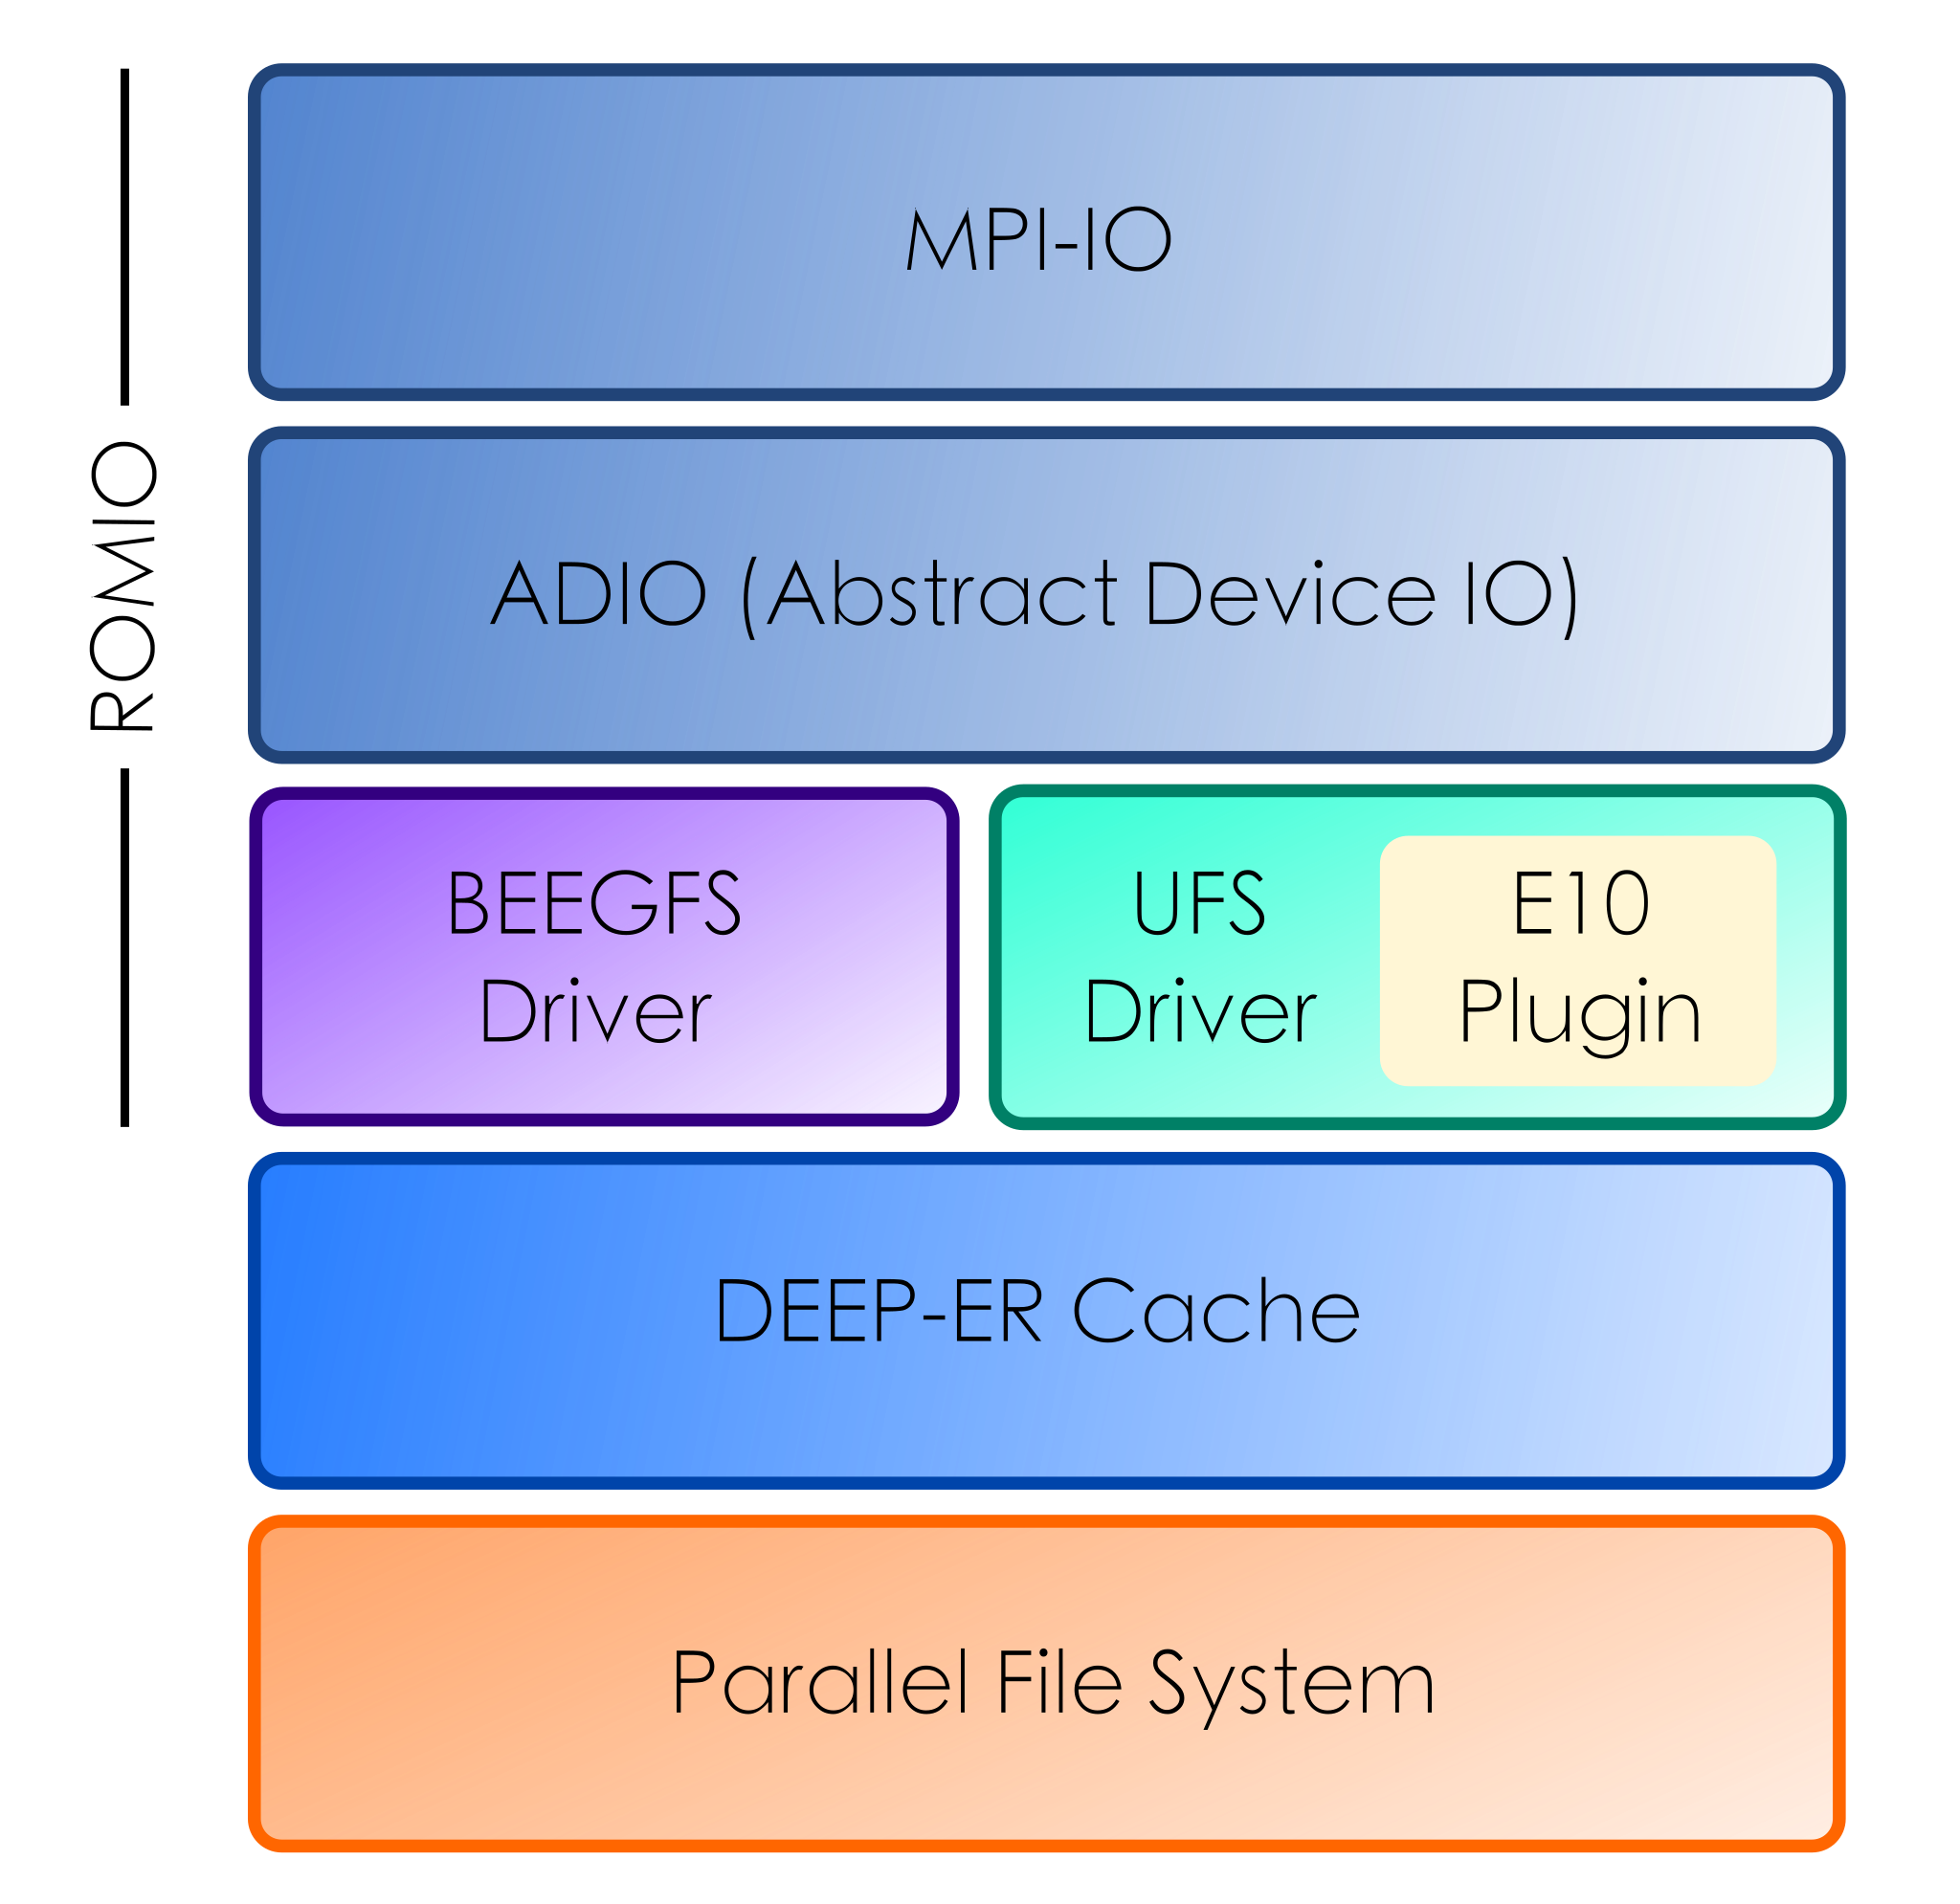 MPI-IO
ROMIO
ADIO (Abstract Device IO)
BEEGFS
Driver
UFS
Driver
E10
Plugin
DEEP-ER Cache
Parallel File System